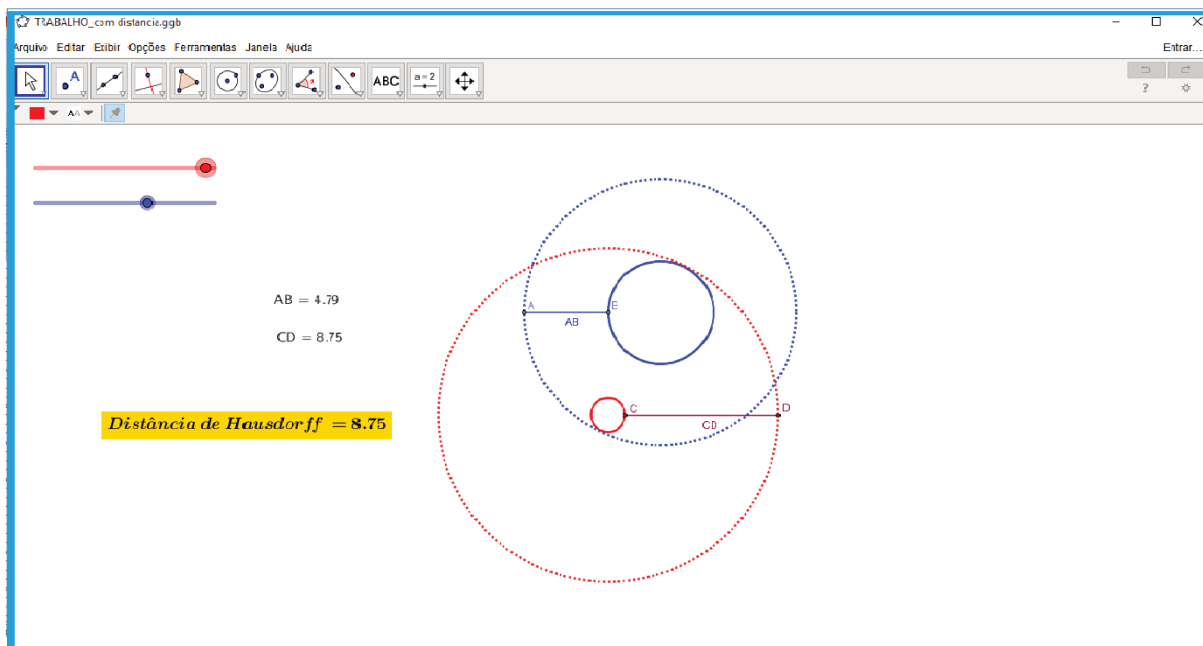 TRABALHO_com distancia.ggb
Arquivo Editar Exibir Opções Ferramentas Janela Ajuda
Entrar...
A
ABC
a = 2
α
?
AA
AB = 4.79
CD = 8.75
Distância de Hausdorff = 8.75
A
E
AB
C
D
CD